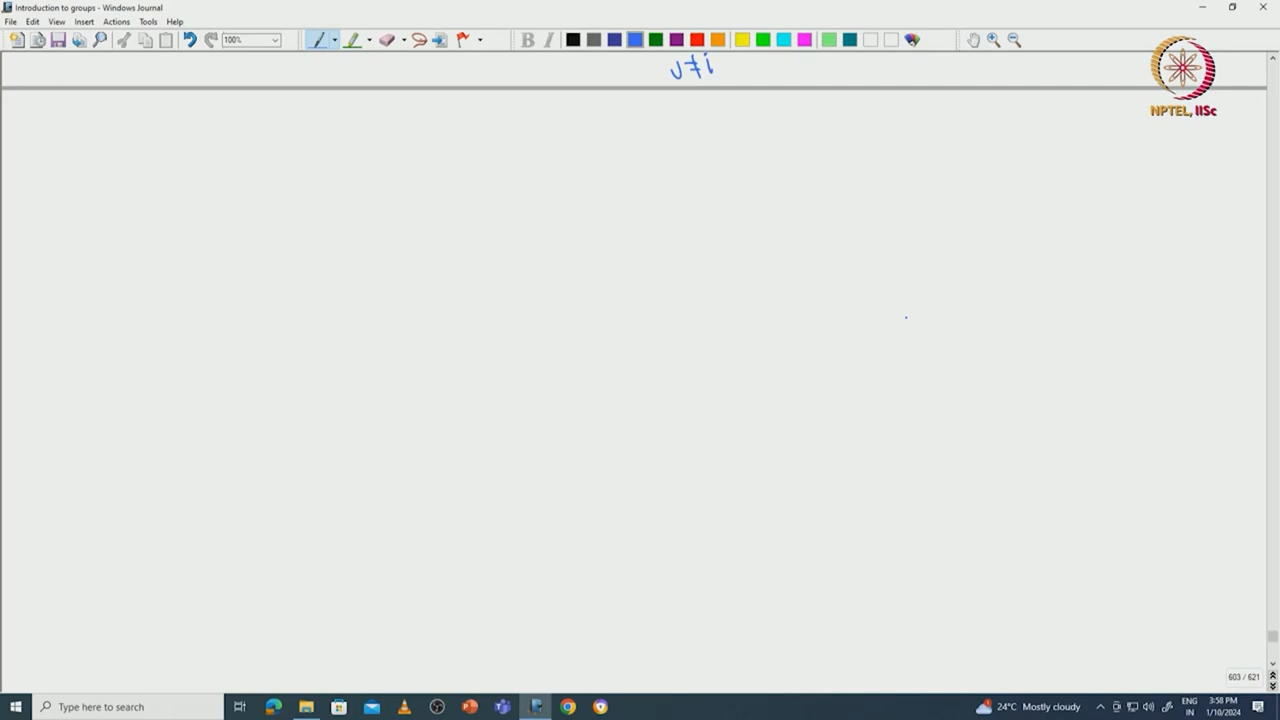 Introduction to groups - Windows Journal
File Edit View Insert Actions Tools Help
100%
B I
j≠i
NPTEL, IISc
603 / 621
Type here to search
24°C Mostly cloudy
ENG
IN
3:58 PM
1/10/2024